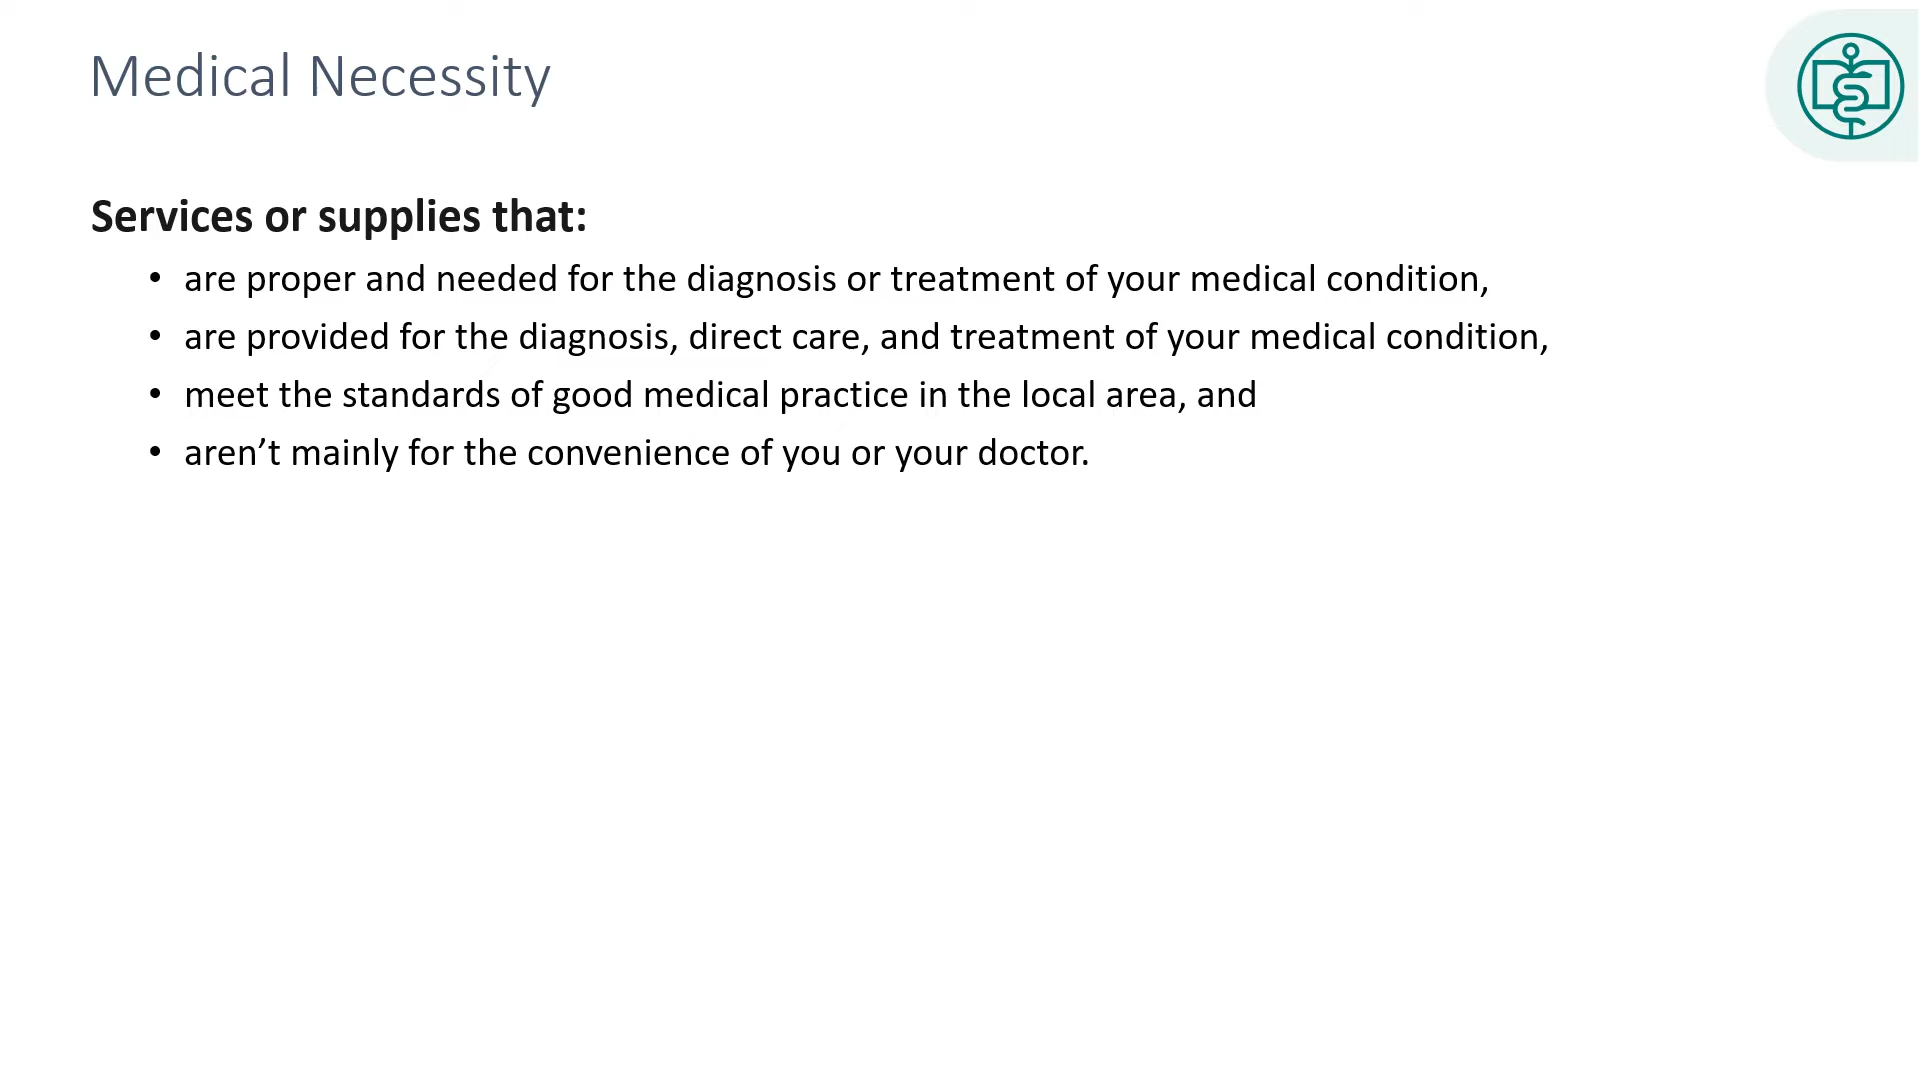 Medical Necessity
Services or supplies that:
• are proper and needed for the diagnosis or treatment of your medical condition,
• are provided for the diagnosis, direct care, and treatment of your medical condition,
• meet the standards of good medical practice in the local area, and
• aren’t mainly for the convenience of you or your doctor.